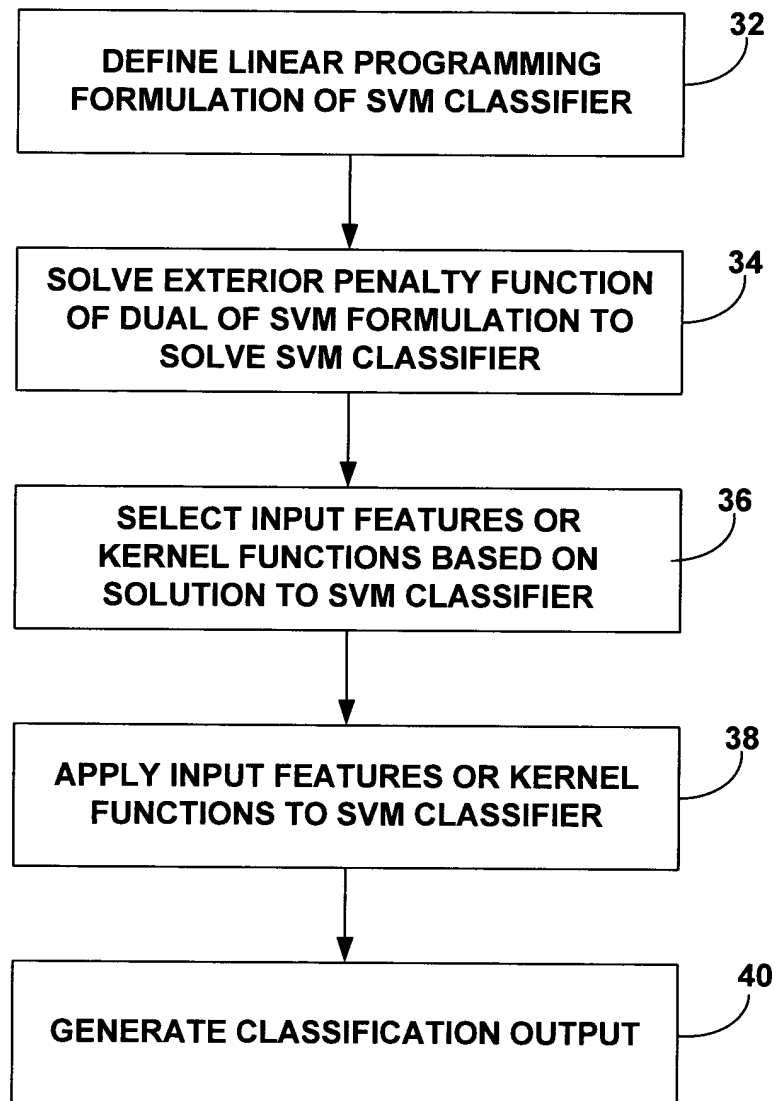 32
DEFINE LINEAR PROGRAMMING
FORMULATION OF SVM CLASSIFIER
34
SOLVE EXTERIOR PENALTY FUNCTION
OF DUAL OF SVM FORMULATION TO
SOLVE SVM CLASSIFIER
36
SELECT INPUT FEATURES OR
KERNEL FUNCTIONS BASED ON
SOLUTION TO SVM CLASSIFIER
38
APPLY INPUT FEATURES OR KERNEL
FUNCTIONS TO SVM CLASSIFIER
40
GENERATE CLASSIFICATION OUTPUT